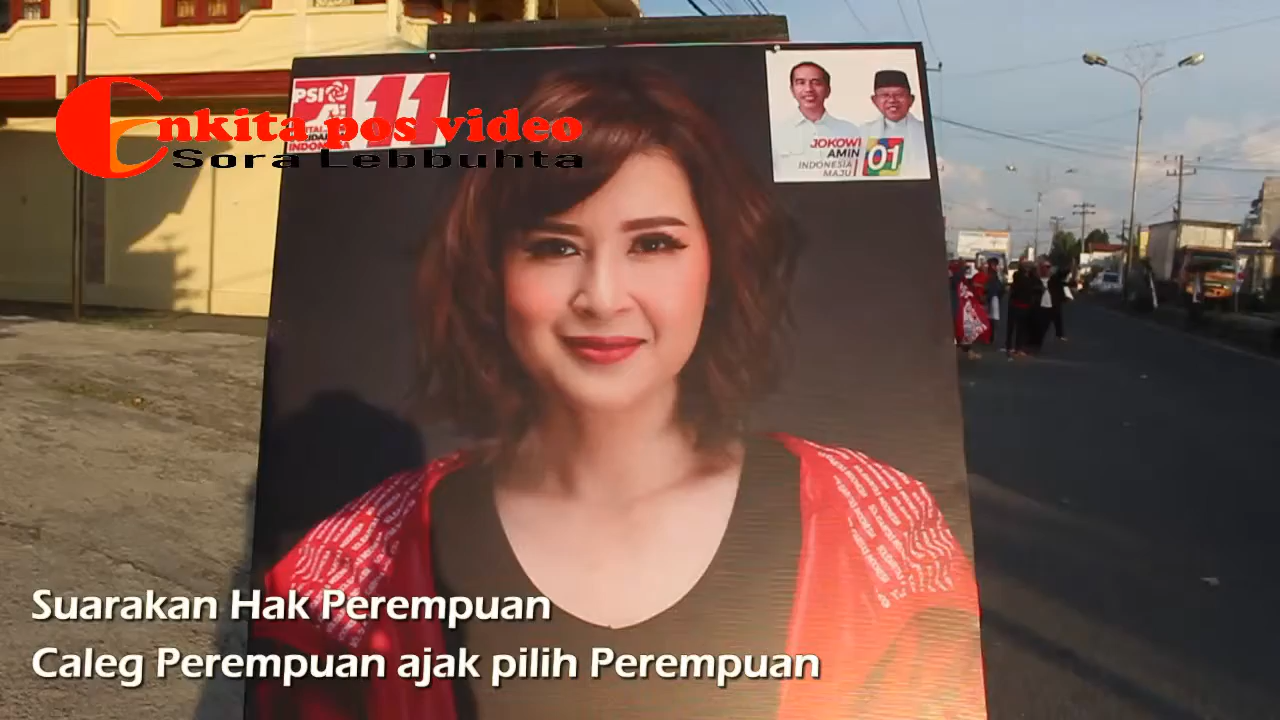 PSI
11
INDONESIA
nkita pos video
Sora Lebbuhta
JOKOWI
AMIN
INDONESIA
MAJU
01
Suarakan Hak Perempuan
Caleg Perempuan ajak pilih Perempuan